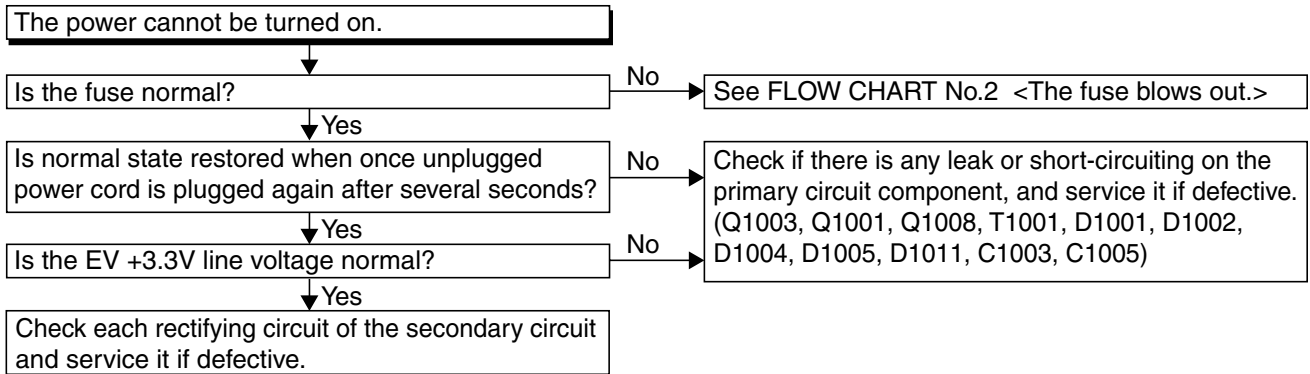 The power cannot be turned on.
Is the fuse normal?
No
See FLOW CHART No.2 <The fuse blows out.>
Yes
Is normal state restored when once unplugged
power cord is plugged again after several seconds?
No
Check if there is any leak or short-circuiting on the
primary circuit component, and service it if defective.
(Q1003, Q1001, Q1008, T1001, D1001, D1002,
D1004, D1005, D1011, C1003, C1005)
Yes
Is the EV +3.3V line voltage normal?
No
Yes
Check each rectifying circuit of the secondary circuit
and service it if defective.